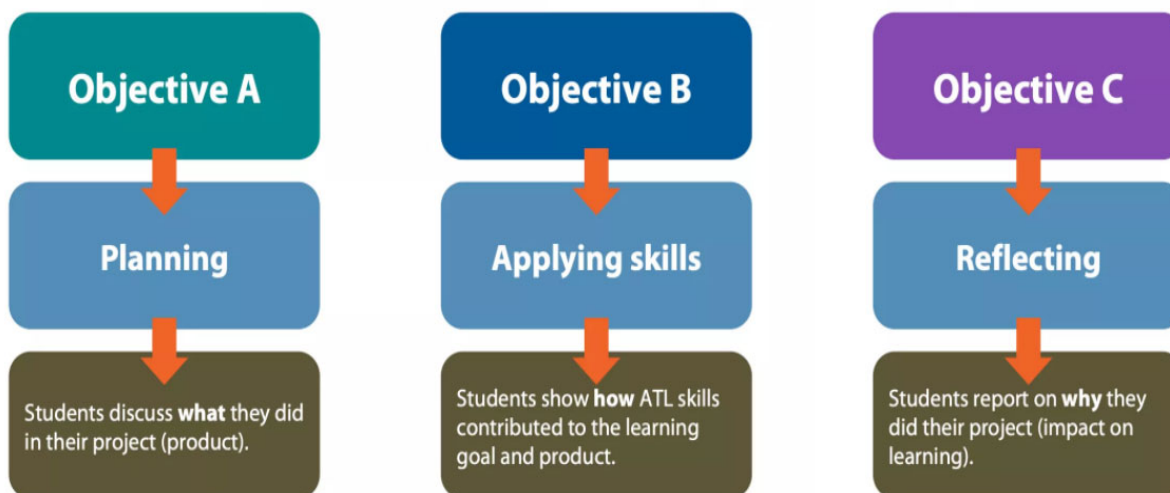 Objective A
Planning
Students discuss what they did
in their project (product).
Objective B
Applying skills
Students show how ATL skills
contributed to the learning
goal and product.
Objective C
Reflecting
Students report on why they
did their project (impact on
learning).